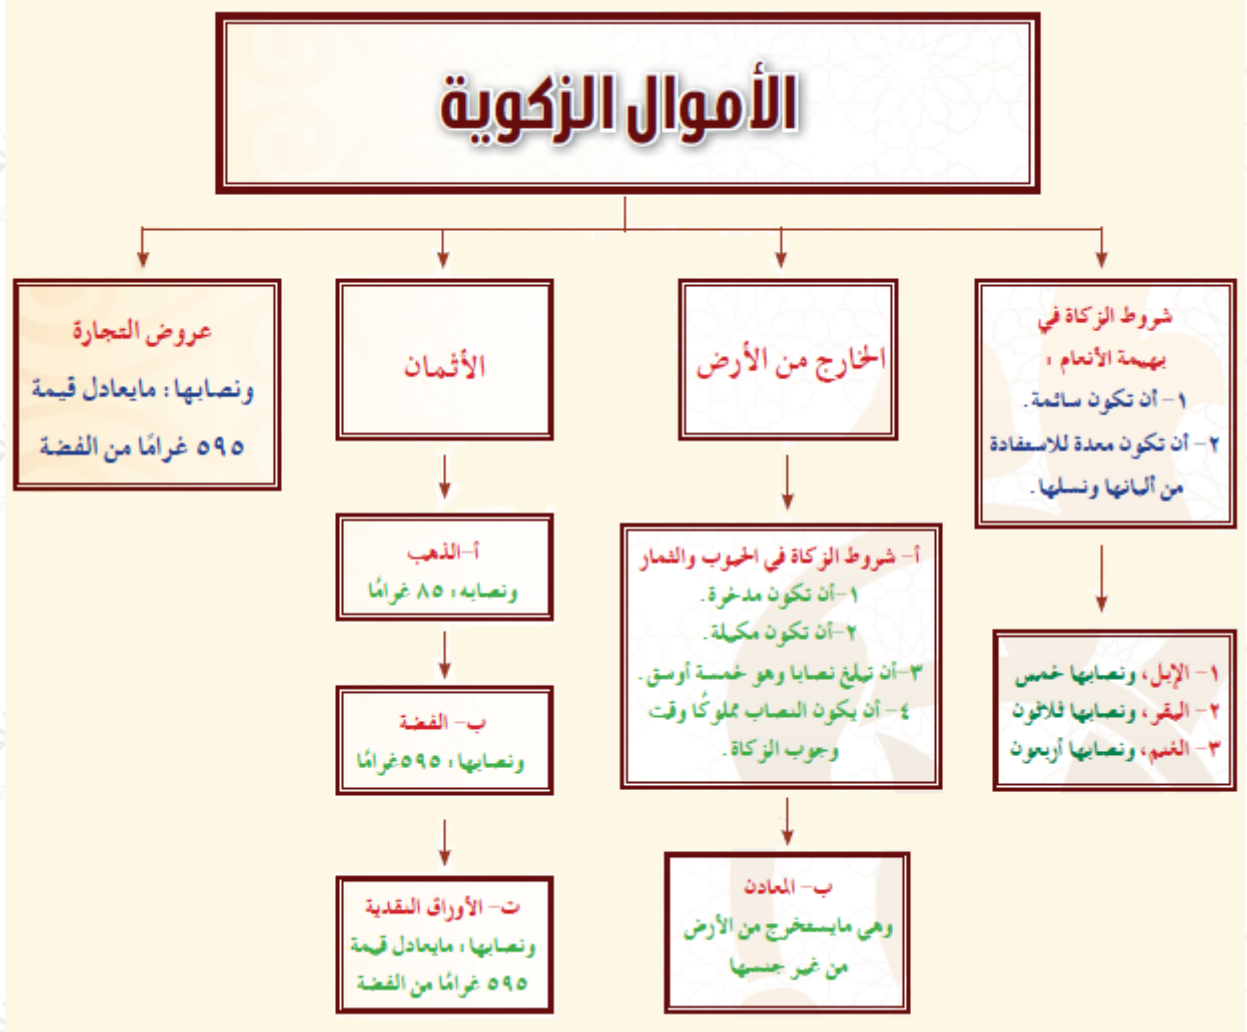 الأموال الزكوية
شروط الزكاة في
بهيمة الأنعام :
١- أن تكون سائمة.
٢- أن تكون معدة للاستفادة
من ألبانها ونسلها.
١- الإبل، ونصابها خمس
٢- البقر، ونصابها ثلاثون
٣- الغنم، ونصابها أربعون
الخارج من الأرض
أ- شروط الزكاة في الحبوب والثمار
١-أن تكون مدخرة.
٢-أن تكون مكيلة.
٣-أن تبلغ نصابا وهو خمسة أوسق.
٤- أن يكون النصاب مملوكًا وقت
وجوب الزكاة.
ب- المعادن
وهي مايستخرج من الأرض
من غير جنسها
الأثمان
أ-الذهب
ونصابه: ٨٥ غرامًا
ب- الفضة
ونصابها: ٥٩٥غرامًا
ت- الأوراق النقدية
ونصابها: مايعادل قيمة
٥٩٥ غرامًا من الفضة
عروض التجارة
ونصابها: مايعادل قيمة
٥٩٥ غرامًا من الفضة